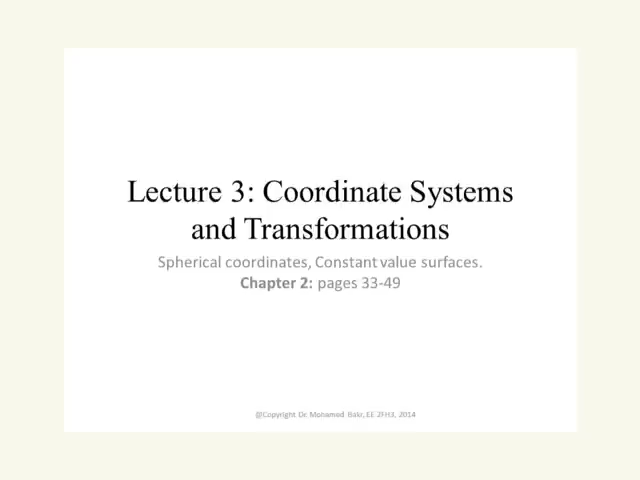 Lecture 3: Coordinate Systems
and Transformations
Spherical coordinates, Constant value surfaces.
Chapter 2: pages 33-49
@Copyright Dr. Mohamed Bakr, EE 2FH3, 2014